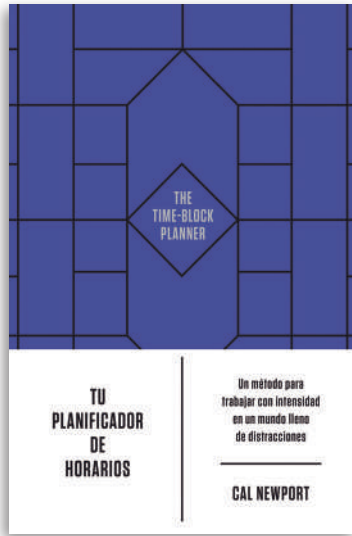 THE
TIME-BLOCK
PLANNER
TU
PLANIFICADOR
DE
HORARIOS
Un método para
trabajar con intensidad
en un mundo lleno
de distracciones
CAL NEWPORT